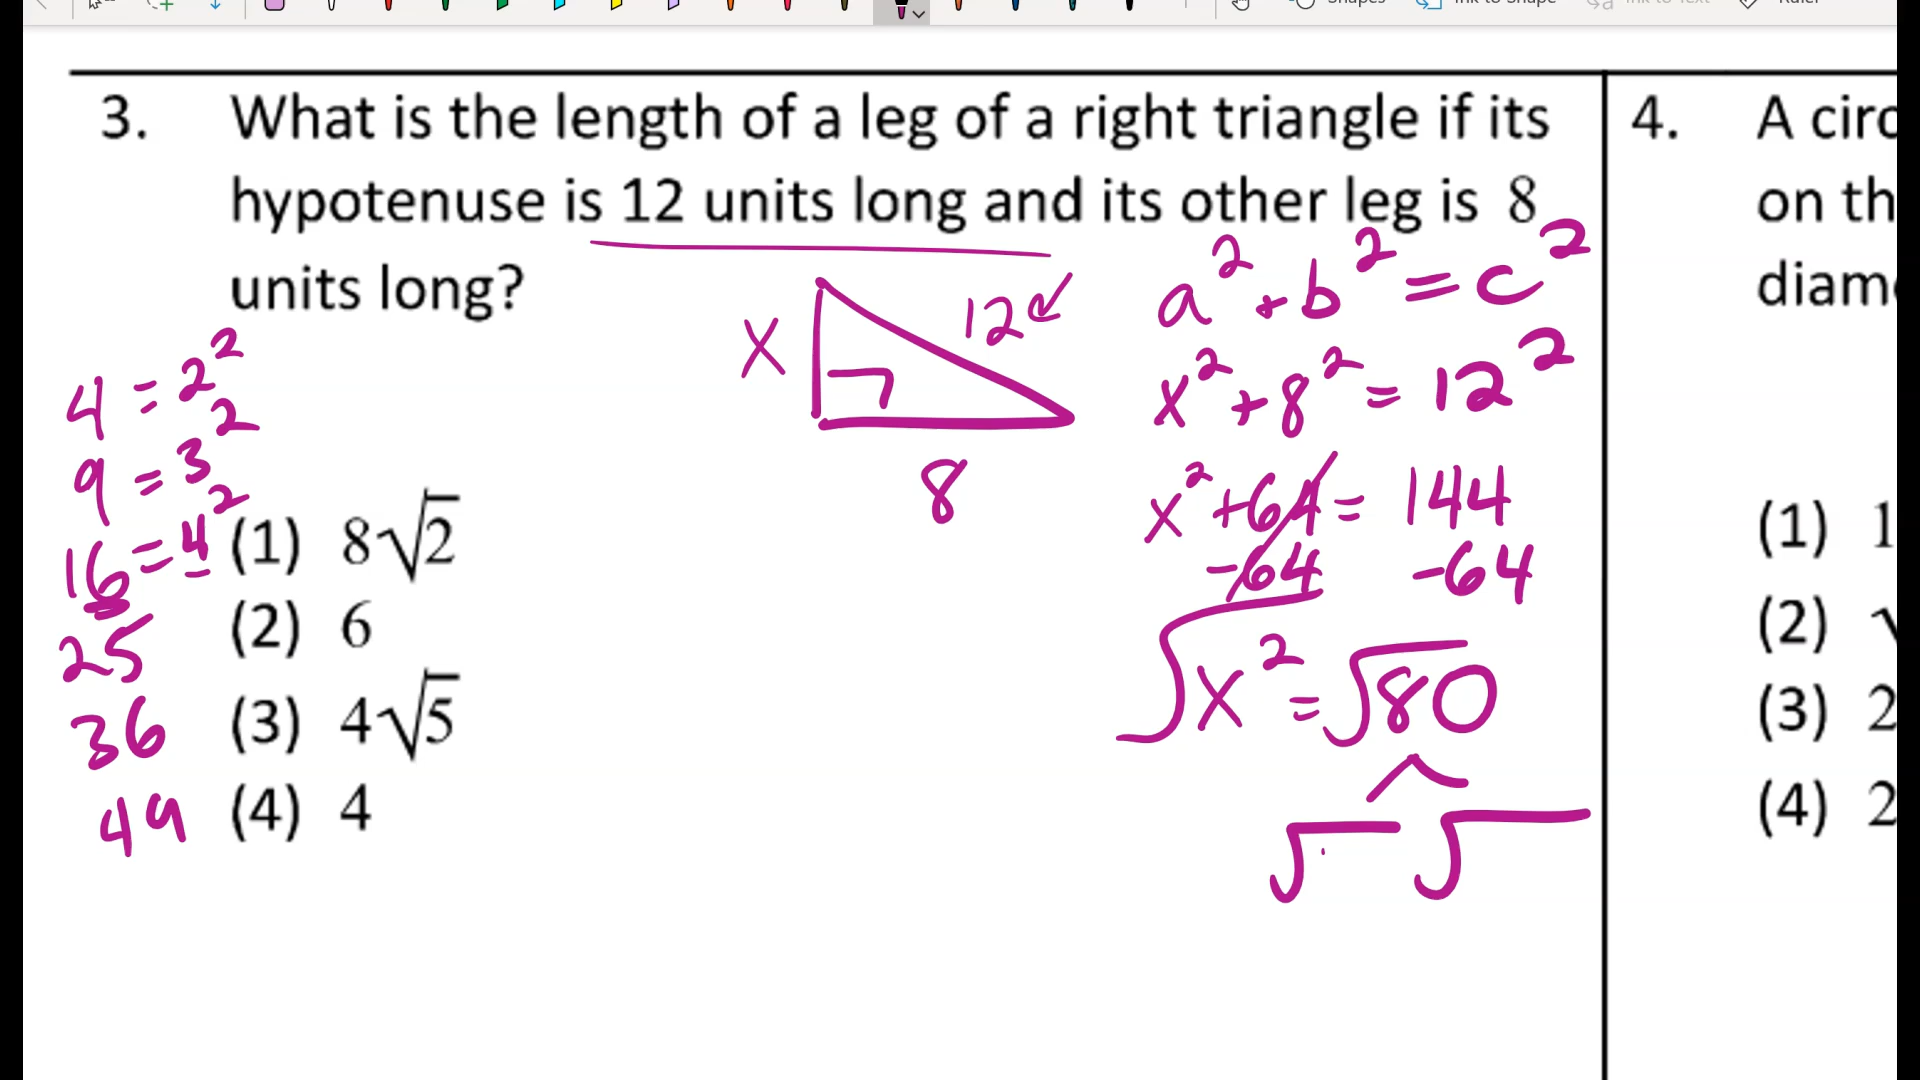 3. What is the length of a leg of a right triangle if its
hypotenuse is 12 units long and its other leg is 8
units long?
12
x
8
a² + b² = c²
x² + 8² = 12²
x² + 64 = 144
-64 -64
√x² = √80
√ √
4 = 2²
9 = 3²
16 = 4²
25
36
49
(1) 8√2
(2) 6
(3) 4√5
(4) 4
4. A circ
on th
diam
(1) 1
(2) √
(3) 2
(4) 2